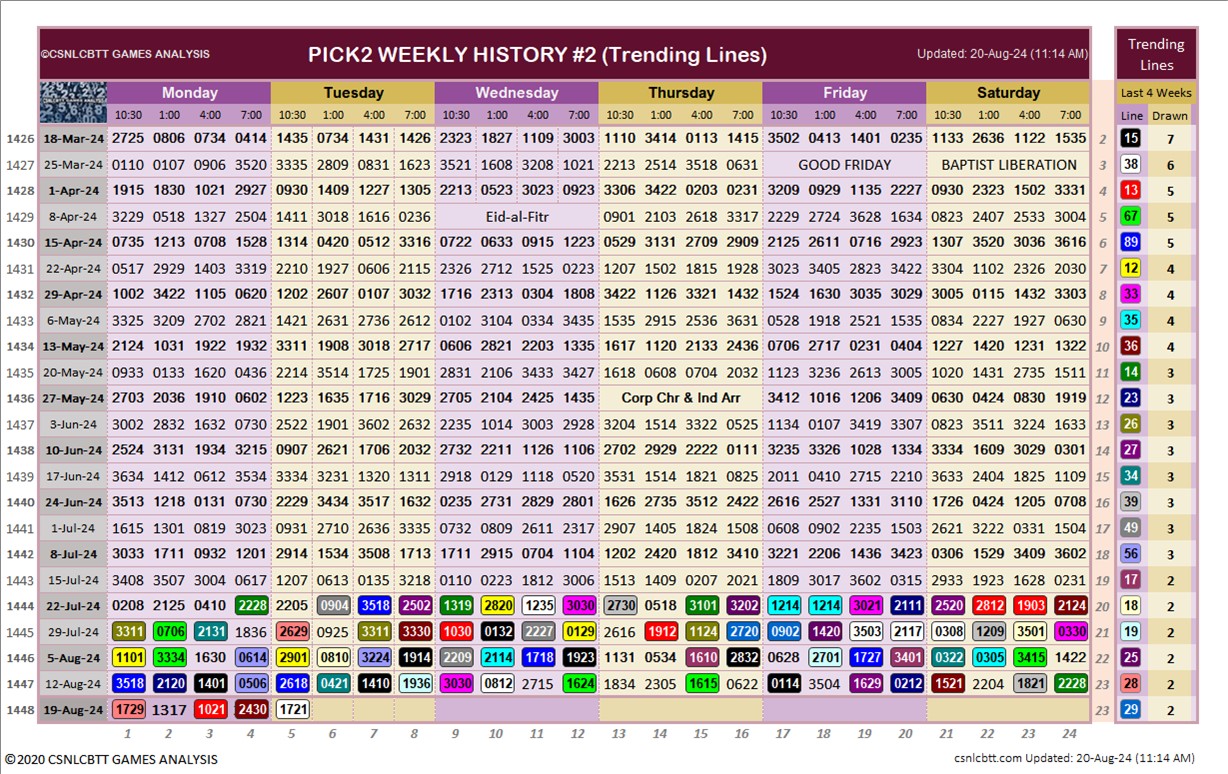 ©CSNLCBTT GAMES ANALYSIS PICK2 WEEKLY HISTORY #2 (Trending Lines) Updated: 20-Aug-24 (11:14 AM) Trending Lines
Monday Tuesday Wednesday Thursday Friday Saturday Last 4 Weeks
10:30 1:00 4:00 7:00 10:30 1:00 4:00 7:00 10:30 1:00 4:00 7:00 10:30 1:00 4:00 7:00 10:30 1:00 4:00 7:00 10:30 1:00 4:00 7:00 Line Drawn
1426 18-Mar-24 2725 0806 0734 0414 1435 0734 1431 1426 2323 1827 1109 3003 1110 3414 0113 1415 3502 0413 1401 0235 1133 2636 1122 1535 2 15 7
1427 25-Mar-24 0110 0107 0906 3520 3335 2809 0831 1623 3521 1608 3208 1021 2213 2514 3518 0631 GOOD FRIDAY BAPTIST LIBERATION 3 38 6
1428 1-Apr-24 1915 1830 1021 2927 0930 1409 1227 1305 2213 0523 3023 0923 3306 3422 0203 0231 3209 0929 1135 2227 0930 2323 1502 3331 4 13 5
1429 8-Apr-24 3229 0518 1327 2504 1411 3018 1616 0236 Eid-al-Fitr 0901 2103 2618 3317 2229 2724 3628 1634 0823 2407 2533 3004 5 67 5
1430 15-Apr-24 0735 1213 0708 1528 1314 0420 0512 3316 0722 0633 0915 1223 0529 3131 2709 2909 2125 2611 0716 2923 1307 3520 3036 3616 6 89 5
1431 22-Apr-24 0517 2929 1403 3319 2210 1927 0606 2115 2326 2712 1525 0223 1207 1502 1815 1928 3023 3405 2823 3422 3304 1102 2326 2030 7 12 4
1432 29-Apr-24 1002 3422 1105 0620 1202 2607 0107 3033 1716 2313 0304 1808 3422 1126 3321 1432 1524 1630 3335 3029 3005 0115 1432 3303 8 33 4
1433 6-May-24 3325 3209 2702 2821 1421 2631 2736 2612 0102 3104 0334 3435 1535 2915 2536 3631 0528 1918 2521 1535 0834 2227 1927 0630 9 35 4
1434 13-May-24 2124 1031 1922 1932 3311 1908 3018 2717 0606 2821 2203 1335 1617 1120 2133 2436 0706 2717 0231 0404 1227 1420 1231 1322 10 36 4
1435 20-May-24 0933 0133 1620 0436 2214 3514 1725 1901 2831 2106 3433 3427 1618 0608 0704 2032 1123 3236 2613 3005 1020 1431 2735 1511 11 14 3
1436 27-May-24 2703 2036 1910 0602 1223 1635 1716 3029 2705 2104 2425 1435 Corp Chr & Ind Arr 3412 1016 1206 3409 0630 0424 0830 1919 12 23 3
1437 3-Jun-24 3002 2832 1632 0730 2522 1901 3602 2632 2235 1014 3003 2928 3204 1514 3322 0525 1134 0107 3419 3307 0823 3511 3224 1633 13 26 3
1438 10-Jun-24 2524 3131 1934 3215 0907 2621 1706 2032 2732 2211 1126 1106 2702 2929 2222 0111 3235 3326 1028 1334 3334 1609 3029 0301 14 27 3
1439 17-Jun-24 3634 1412 0612 3534 3334 3231 1320 1311 2918 0129 1118 0520 3531 1514 1821 0825 2011 0410 2215 2210 3633 2404 1825 1109 15 34 3
1440 24-Jun-24 3513 1218 0131 0730 2229 3434 3517 1632 0235 2731 2829 2801 1626 2735 3512 2422 2616 2527 1331 3110 1726 0424 1205 0708 16 39 3
1441 1-Jul-24 1615 1301 0819 3023 0931 2710 2636 3335 0732 0809 2611 2317 2907 1405 1824 1508 0608 0902 2235 1503 2621 3222 0331 1504 17 49 3
1442 8-Jul-24 3033 1711 0932 1201 2914 1534 3508 1713 1711 2915 0704 1104 1202 2420 1812 3410 3221 2206 1436 3423 0306 1529 3409 3602 18 56 3
1443 15-Jul-24 3408 3507 3004 0617 1207 0613 0135 3218 0110 0223 1812 3006 1513 1409 0207 2021 1809 3017 3602 0315 2933 1923 1628 0231 19 17 2
1444 22-Jul-24 0208 2125 0410 2228 2205 0904 3518 2502 1319 2820 1235 3030 2730 0518 3101 3202 1214 1214 3021 2111 2520 2812 1903 2124 20 18 2
1445 29-Jul-24 3311 0706 2131 1836 2629 0925 3311 3330 1030 0132 2227 0129 2616 1912 1124 2720 0902 1420 3503 2117 0308 1209 3501 0330 21 19 2
1446 5-Aug-24 1101 3334 1630 0614 2901 0810 3224 1914 2209 2114 1718 1923 1131 0534 1610 2832 0628 2701 1727 3401 0322 0305 3415 1422 22 25 2
1447 12-Aug-24 3518 2120 1401 0506 2618 0421 1410 1936 3030 0812 2715 1624 1834 2305 1615 0622 0114 3504 1629 0212 1521 2204 1821 2228 23 28 2
1448 19-Aug-24 1729 1317 1021 2430 1721 23 29 2
1 2 3 4 5 6 7 8 9 10 11 12 13 14 15 16 17 18 19 20 21 22 23 24
©2020 CSNLCBTT GAMES ANALYSIS csnlcbtt.com Updated: 20-Aug-24 (11:14 AM)